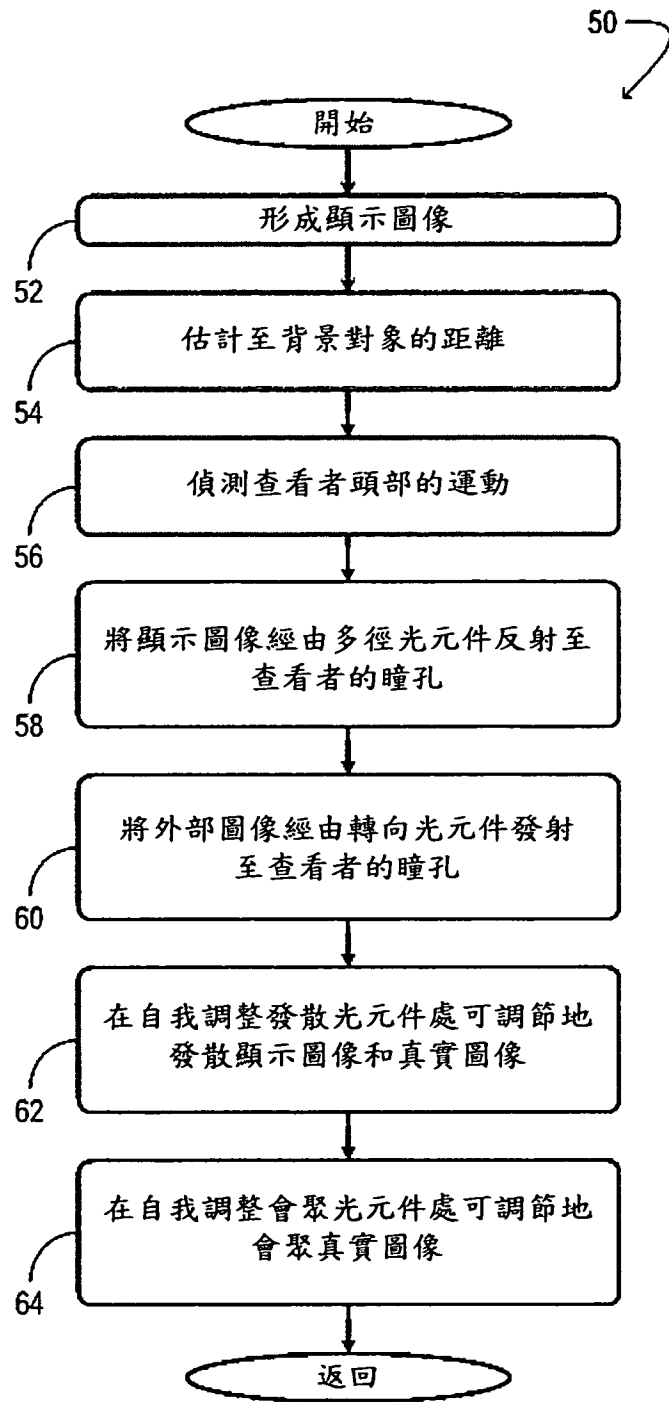 50
開始
形成顯示圖像
52
估計至背景對象的距離
54
偵測查看者頭部的運動
56
將顯示圖像經由多徑光元件反射至
查看者的瞳孔
58
將外部圖像經由轉向光元件發射
至查看者的瞳孔
60
在自我調整發散光元件處可調節地
發散顯示圖像和真實圖像
62
在自我調整會聚光元件處可調節地
會聚真實圖像
64
返回